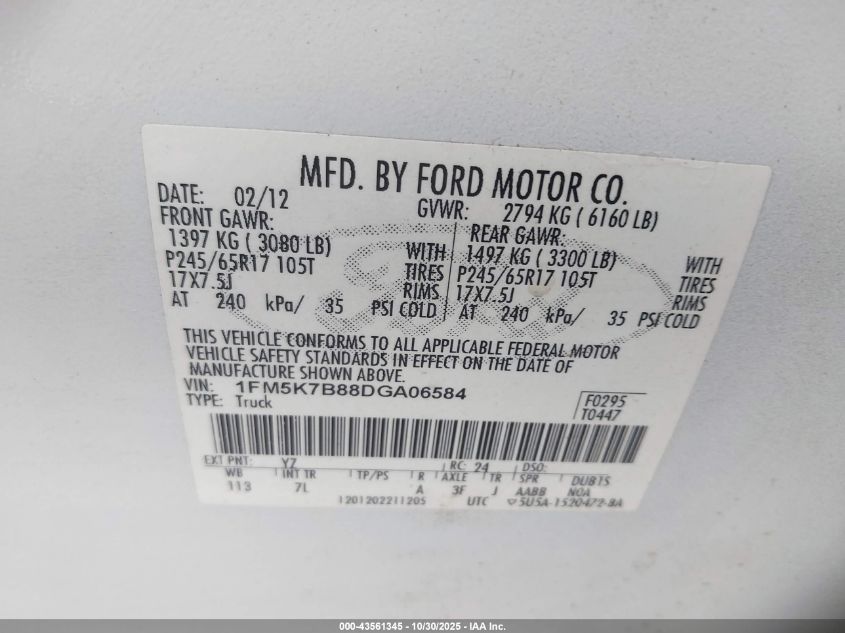 MFD. BY FORD MOTOR CO.
DATE: 02/12 GVWR: 2794 KG ( 6160 LB)
FRONT GAWR: REAR GAWR:
1397 KG ( 3080 LB) WITH 1497 KG ( 3300 LB) WITH
P245/65R17 105T TIRES P245/65R17 105T TIRES
17X7.5J RIMS 17X7.5J RIMS
AT 240 kPa/ 35 PSI COLD AT 240 kPa/ 35 PSI COLD
THIS VEHICLE CONFORMS TO ALL APPLICABLE FEDERAL MOTOR
VEHICLE SAFETY STANDARDS IN EFFECT ON THE DATE OF
MANUFACTURE SHOWN ABOVE.
VIN: 1FM5K7B88DGA06584 F0295
TYPE: Truck T0447
EXT PNT: YZ RC: 24 DSO:
WB INT TR TP/PS R AXLE TR SPR
113 7L A 3F J AABB NOA
1201202211205 UTC 5U5A-1520472-BA
000-43561345 - 10/30/2025 - IAA Inc.